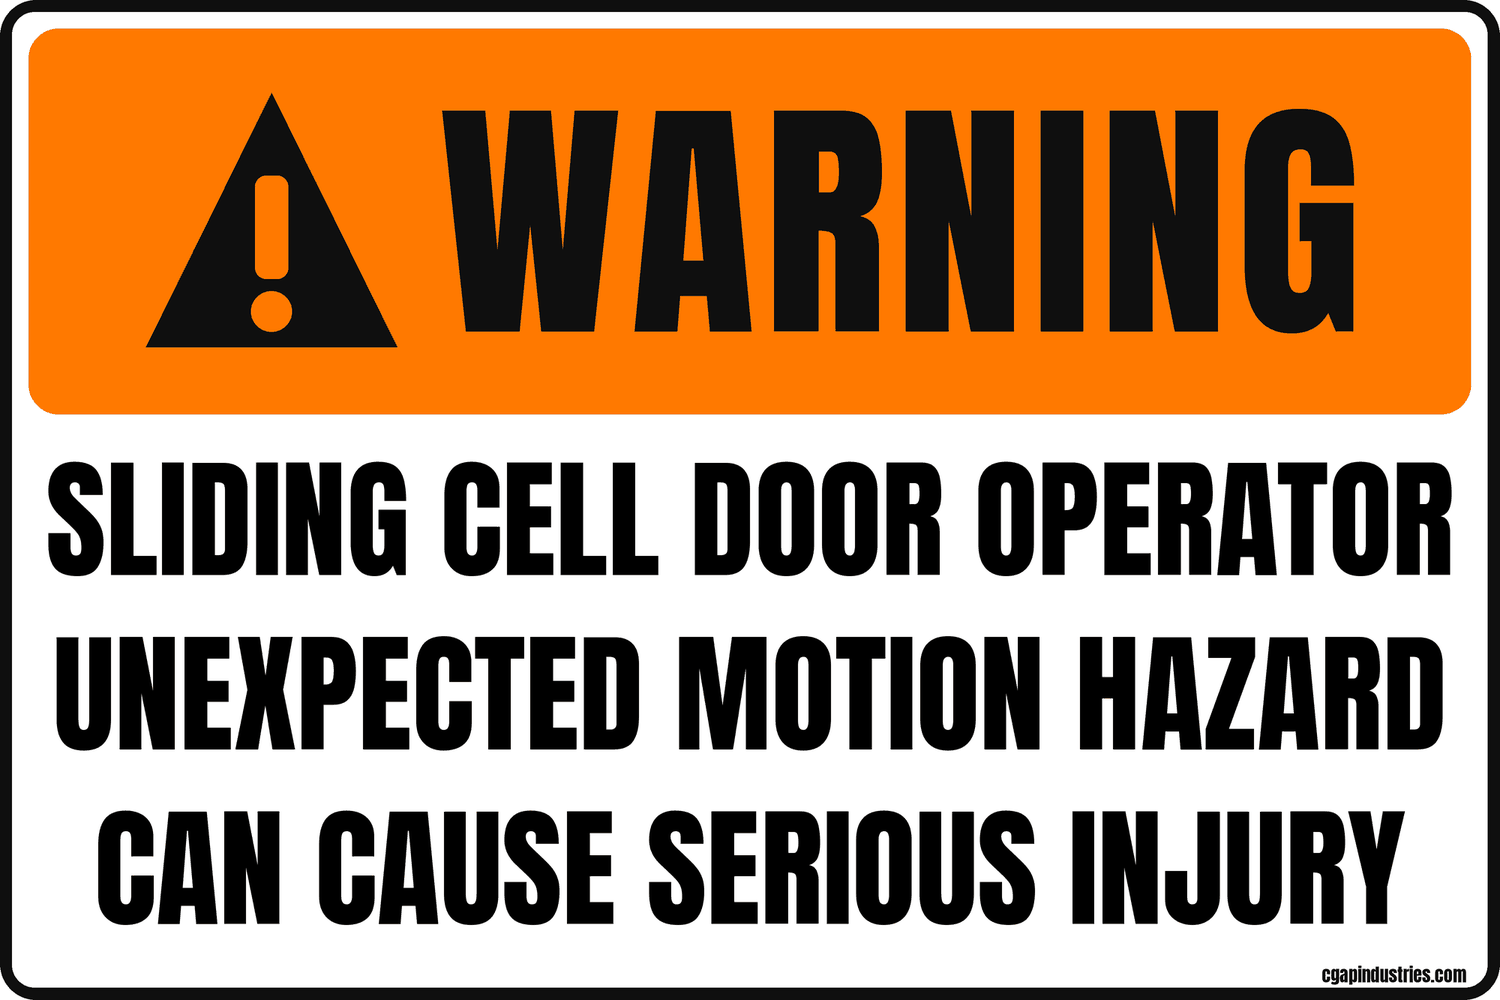 WARNING
SLIDING CELL DOOR OPERATOR
UNEXPECTED MOTION HAZARD
CAN CAUSE SERIOUS INJURY
cgapindustries.com